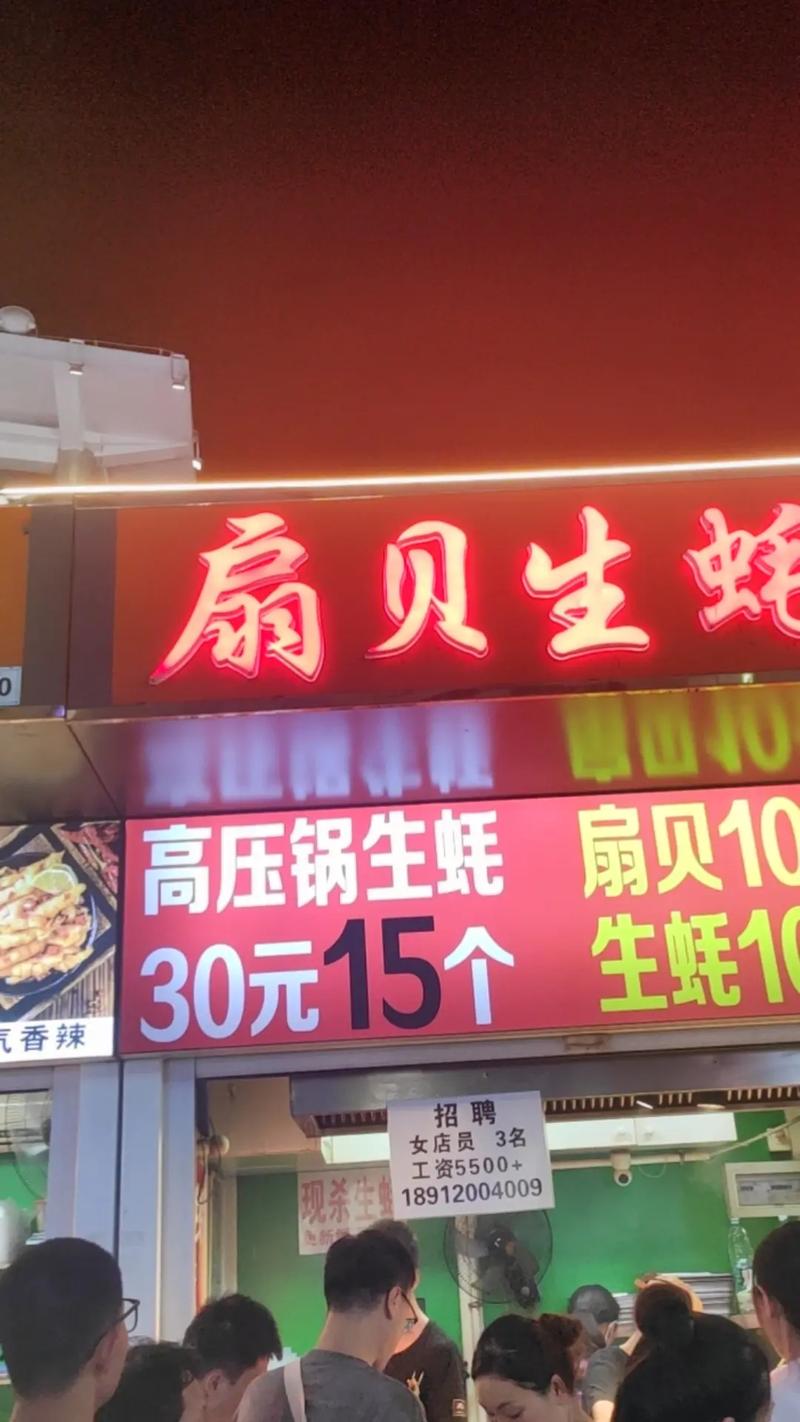 扇贝生蚝
高压锅生蚝
30元15个
扇贝10
生蚝10
香辣
招聘
女店员 3名
工资5500+
18912004009
现杀生蚝
0